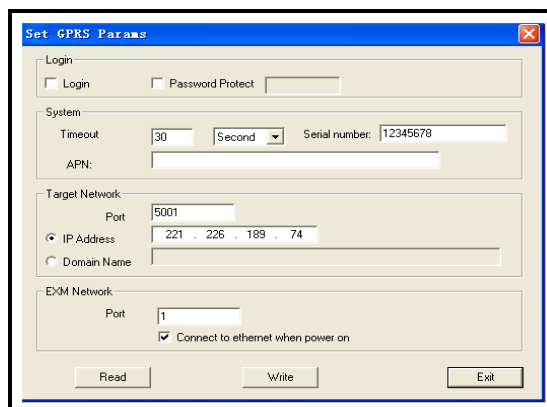 Set GPRS Params
Login
Login Password Protect
System
Timeout 30 Second Serial number: 12345678
APN:
Target Network
Port 5001
IP Address 221 . 226 . 189 . 74
Domain Name
EXM Network
Port 1
Connect to ethernet when power on
Read Write Exit